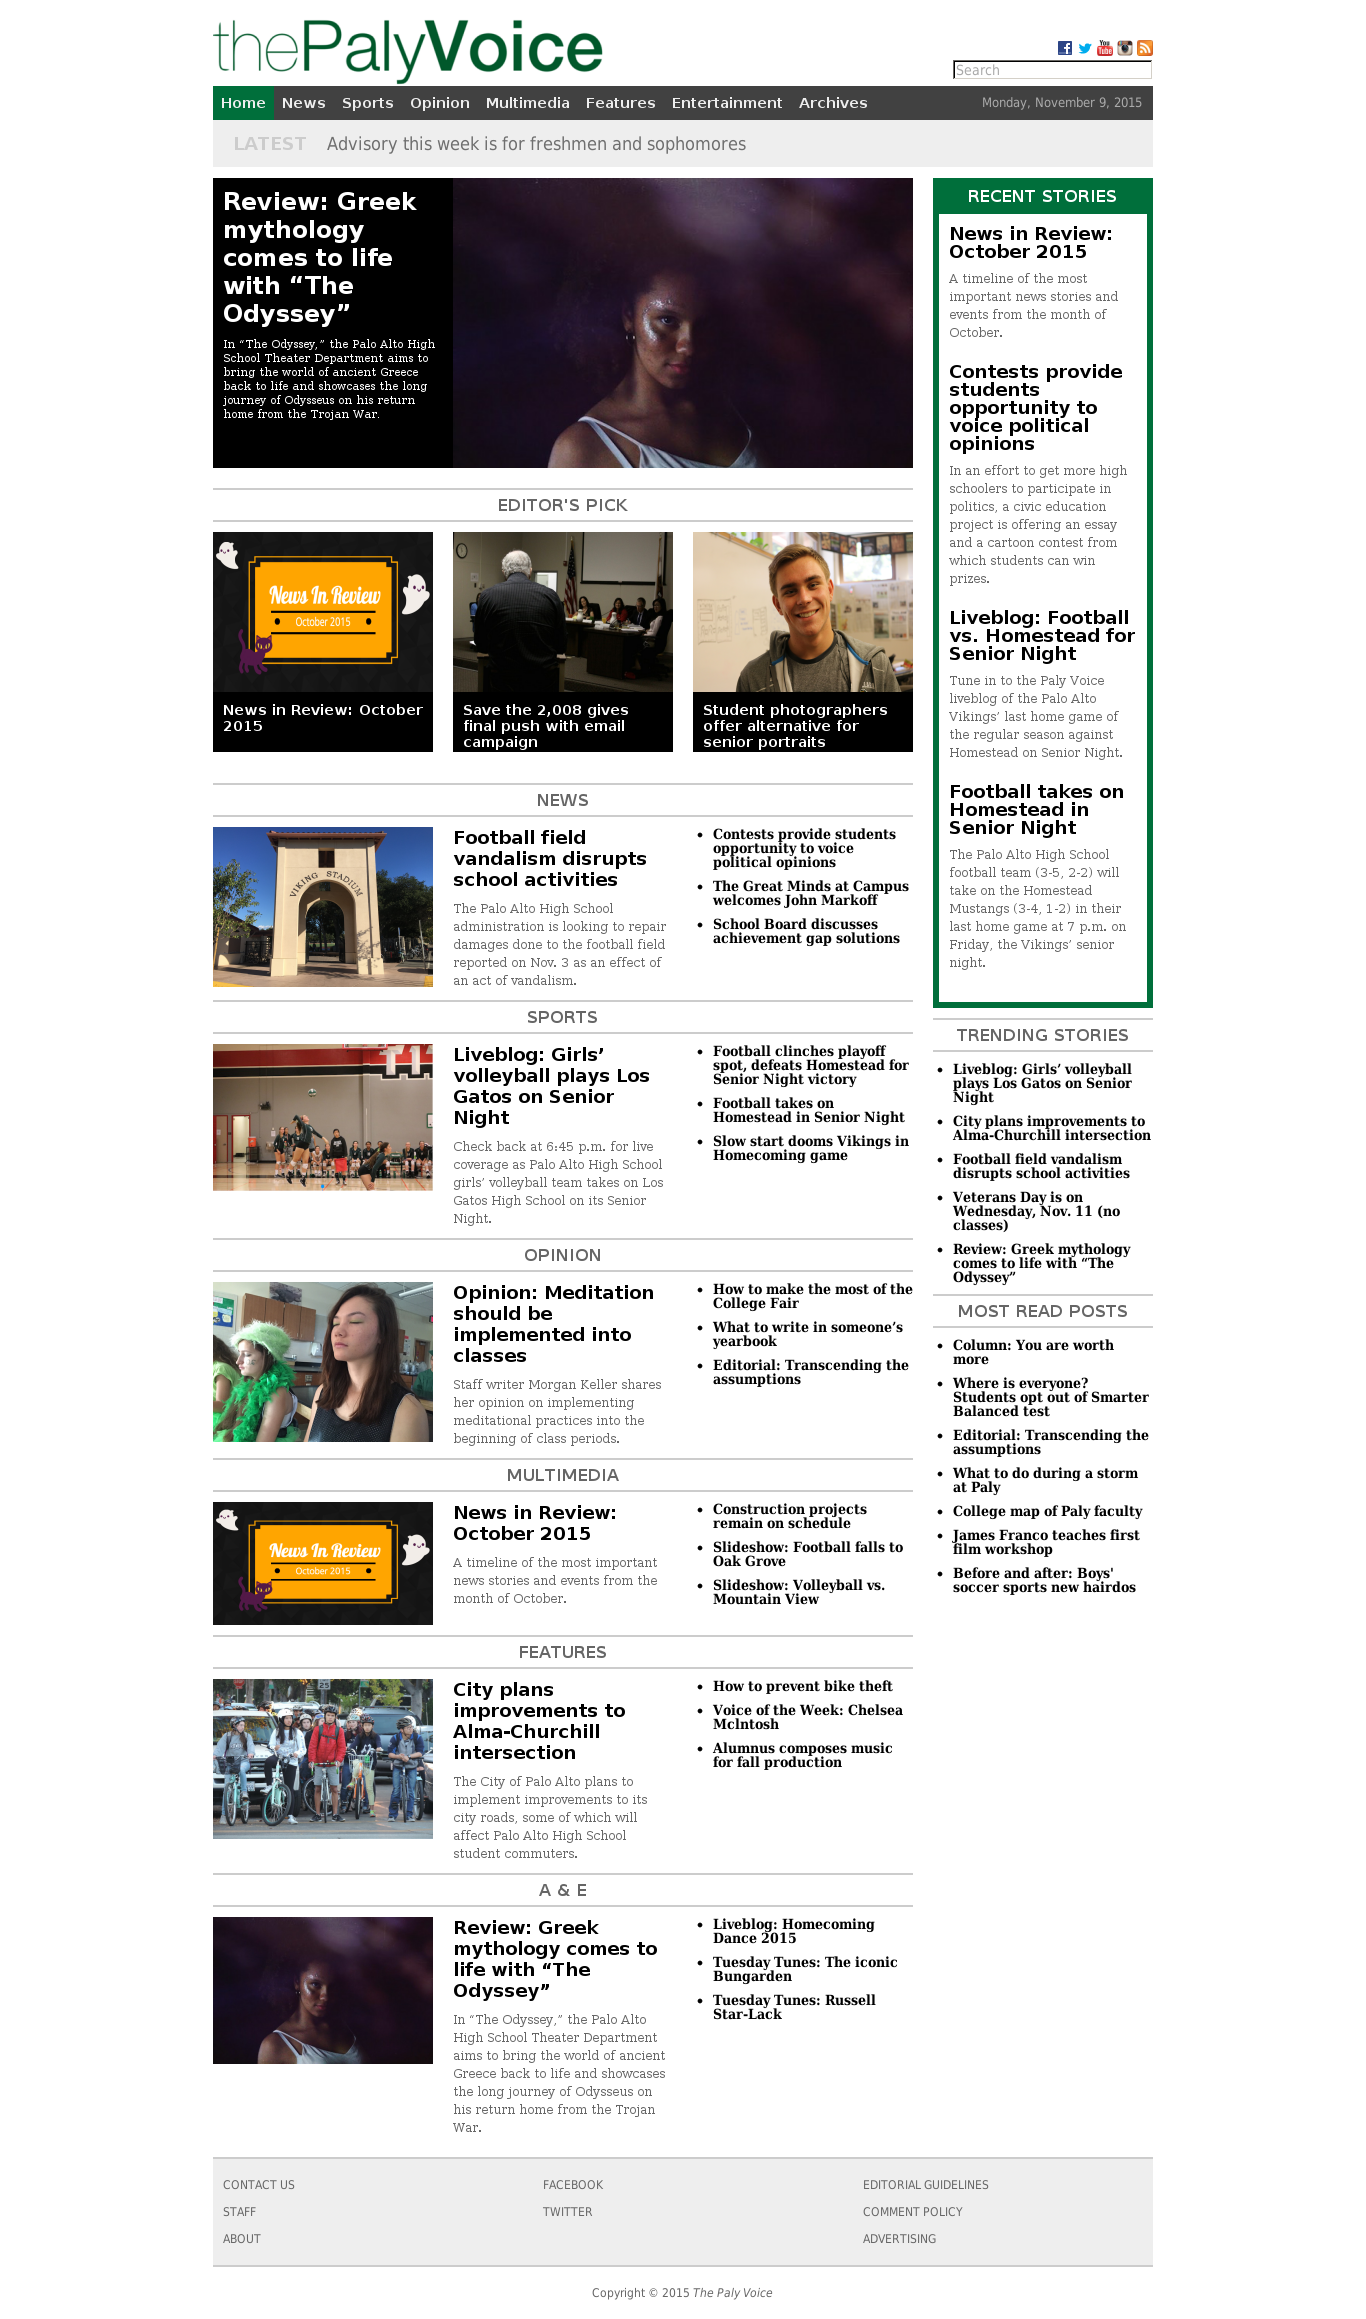 thePalyVoice
Search
Home News Sports Opinion Multimedia Features Entertainment Archives Monday, November 9, 2015
LATEST Advisory this week is for freshmen and sophomores
Review: Greek
mythology
comes to life
with “The
Odyssey”
In “The Odyssey,” the Palo Alto High
School Theater Department aims to
bring the world of ancient Greece
back to life and showcases the long
journey of Odysseus on his return
home from the Trojan War.
EDITOR'S PICK
News In Review
October 2015
News in Review: October
2015
Save the 2,008 gives
final push with email
campaign
Student photographers
offer alternative for
senior portraits
NEWS
VIKING STADIUM
Football field
vandalism disrupts
school activities
The Palo Alto High School
administration is looking to repair
damages done to the football field
reported on Nov. 3 as an effect of
an act of vandalism.
• Contests provide students
opportunity to voice
political opinions
• The Great Minds at Campus
welcomes John Markoff
• School Board discusses
achievement gap solutions
SPORTS
Liveblog: Girls’
volleyball plays Los
Gatos on Senior
Night
Check back at 6:45 p.m. for live
coverage as Palo Alto High School
girls’ volleyball team takes on Los
Gatos High School on its Senior
Night.
• Football clinches playoff
spot, defeats Homestead for
Senior Night victory
• Football takes on
Homestead in Senior Night
• Slow start dooms Vikings in
Homecoming game
OPINION
Opinion: Meditation
should be
implemented into
classes
Staff writer Morgan Keller shares
her opinion on implementing
meditational practices into the
beginning of class periods.
• How to make the most of the
College Fair
• What to write in someone’s
yearbook
• Editorial: Transcending the
assumptions
MULTIMEDIA
News In Review
October 2015
News in Review:
October 2015
A timeline of the most important
news stories and events from the
month of October.
• Construction projects
remain on schedule
• Slideshow: Football falls to
Oak Grove
• Slideshow: Volleyball vs.
Mountain View
FEATURES
25
City plans
improvements to
Alma-Churchill
intersection
The City of Palo Alto plans to
implement improvements to its
city roads, some of which will
affect Palo Alto High School
student commuters.
• How to prevent bike theft
• Voice of the Week: Chelsea
McIntosh
• Alumnus composes music
for fall production
A & E
Review: Greek
mythology comes to
life with “The
Odyssey”
In “The Odyssey,” the Palo Alto
High School Theater Department
aims to bring the world of ancient
Greece back to life and showcases
the long journey of Odysseus on
his return home from the Trojan
War.
• Liveblog: Homecoming
Dance 2015
• Tuesday Tunes: The iconic
Bungarden
• Tuesday Tunes: Russell
Star-Lack
RECENT STORIES
News in Review:
October 2015
A timeline of the most
important news stories and
events from the month of
October.
Contests provide
students
opportunity to
voice political
opinions
In an effort to get more high
schoolers to participate in
politics, a civic education
project is offering an essay
and a cartoon contest from
which students can win
prizes.
Liveblog: Football
vs. Homestead for
Senior Night
Tune in to the Paly Voice
liveblog of the Palo Alto
Vikings’ last home game of
the regular season against
Homestead on Senior Night.
Football takes on
Homestead in
Senior Night
The Palo Alto High School
football team (3-5, 2-2) will
take on the Homestead
Mustangs (3-4, 1-2) in their
last home game at 7 p.m. on
Friday, the Vikings’ senior
night.
TRENDING STORIES
• Liveblog: Girls’ volleyball
plays Los Gatos on Senior
Night
• City plans improvements to
Alma-Churchill intersection
• Football field vandalism
disrupts school activities
• Veterans Day is on
Wednesday, Nov. 11 (no
classes)
• Review: Greek mythology
comes to life with “The
Odyssey”
MOST READ POSTS
• Column: You are worth
more
• Where is everyone?
Students opt out of Smarter
Balanced test
• Editorial: Transcending the
assumptions
• What to do during a storm
at Paly
• College map of Paly faculty
• James Franco teaches first
film workshop
• Before and after: Boys'
soccer sports new hairdos
CONTACT US
STAFF
ABOUT
FACEBOOK
TWITTER
EDITORIAL GUIDELINES
COMMENT POLICY
ADVERTISING
Copyright © 2015 The Paly Voice